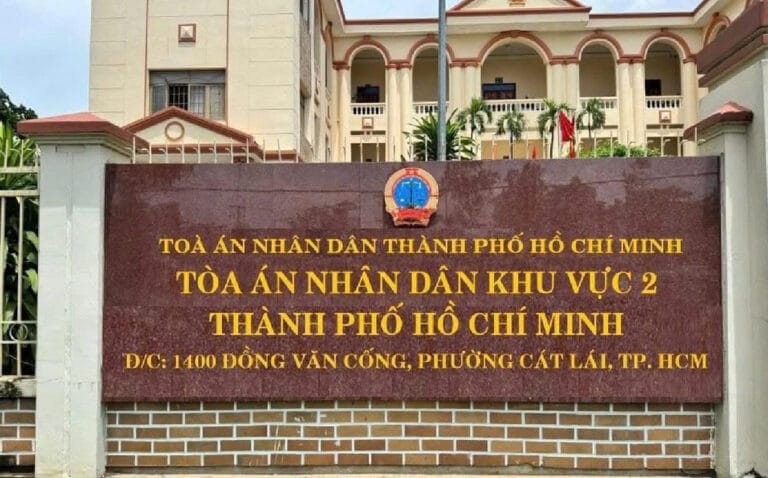 TOÀ ÁN NHÂN DÂN THÀNH PHỐ HỒ CHÍ MINH
TÒA ÁN NHÂN DÂN KHU VỰC 2
THÀNH PHỐ HỒ CHÍ MINH
Đ/C: 1400 ĐỒNG VĂN CỐNG, PHƯỜNG CÁT LÁI, TP. HCM